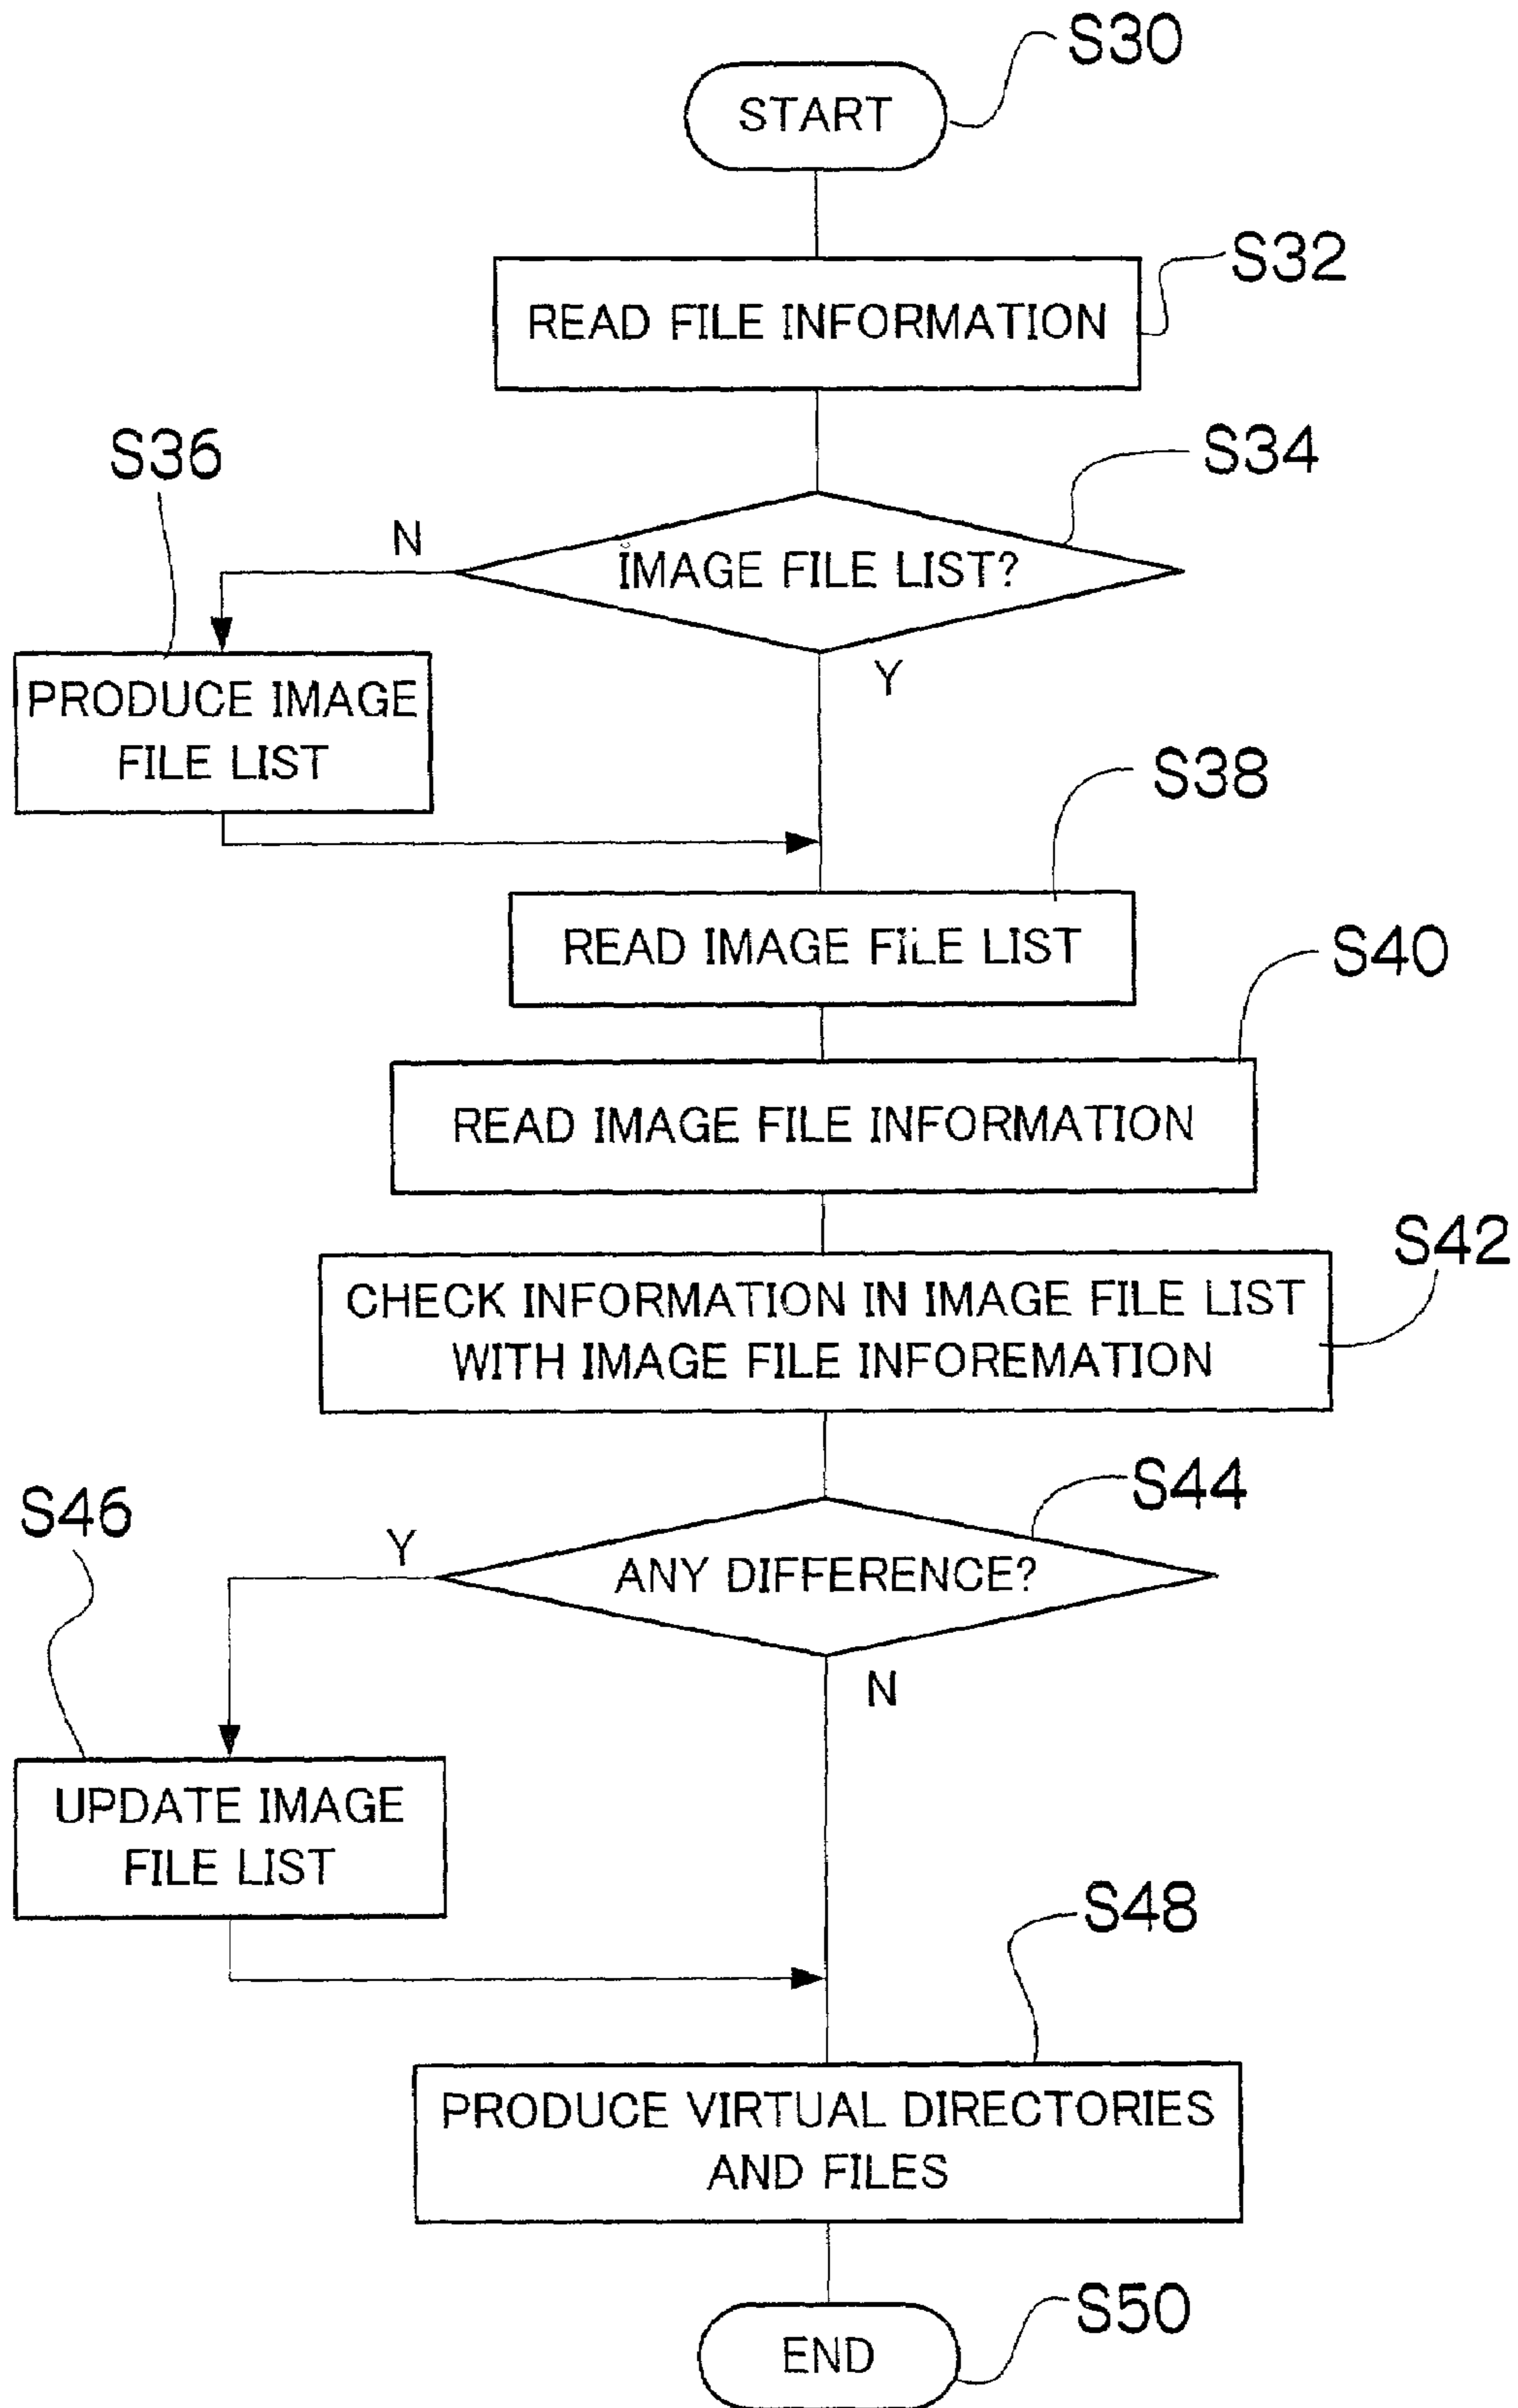 S30
START
S32
READ FILE INFORMATION
S34
S36
N
IMAGE FILE LIST?
Y
PRODUCE IMAGE
FILE LIST
S38
READ IMAGE FILE LIST
S40
READ IMAGE FILE INFORMATION
S42
CHECK INFORMATION IN IMAGE FILE LIST
WITH IMAGE FILE INFOREMATION
S44
S46
Y
ANY DIFFERENCE?
N
UPDATE IMAGE
FILE LIST
S48
PRODUCE VIRTUAL DIRECTORIES
AND FILES
S50
END